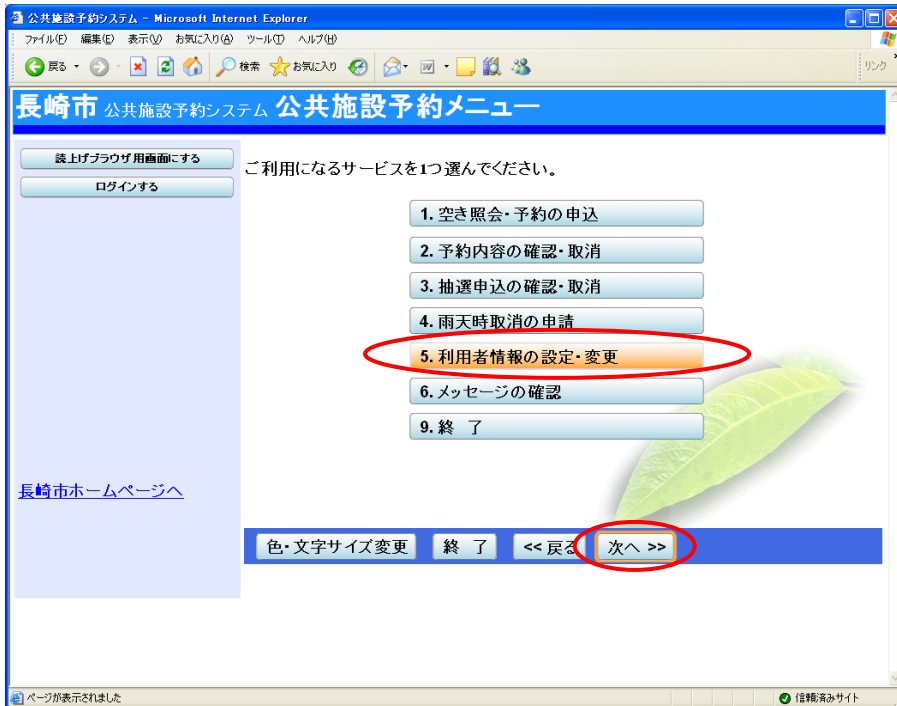 公共施設予約システム - Microsoft Internet Explorer
ファイル(F) 編集(E) 表示(V) お気に入り(A) ツール(T) ヘルプ(H)
戻る 検索 お気に入り リンク
長崎市 公共施設予約システム 公共施設予約メニュー
読上げブラウザ用画面にする
ログインする
ご利用になるサービスを1つ選んでください。
1. 空き照会・予約の申込
2. 予約内容の確認・取消
3. 抽選申込の確認・取消
4. 雨天時取消の申請
5. 利用者情報の設定・変更
6. メッセージの確認
9. 終 了
長崎市ホームページへ
色・文字サイズ変更 終 了 << 戻る 次へ >>
ページが表示されました 信頼済みサイト